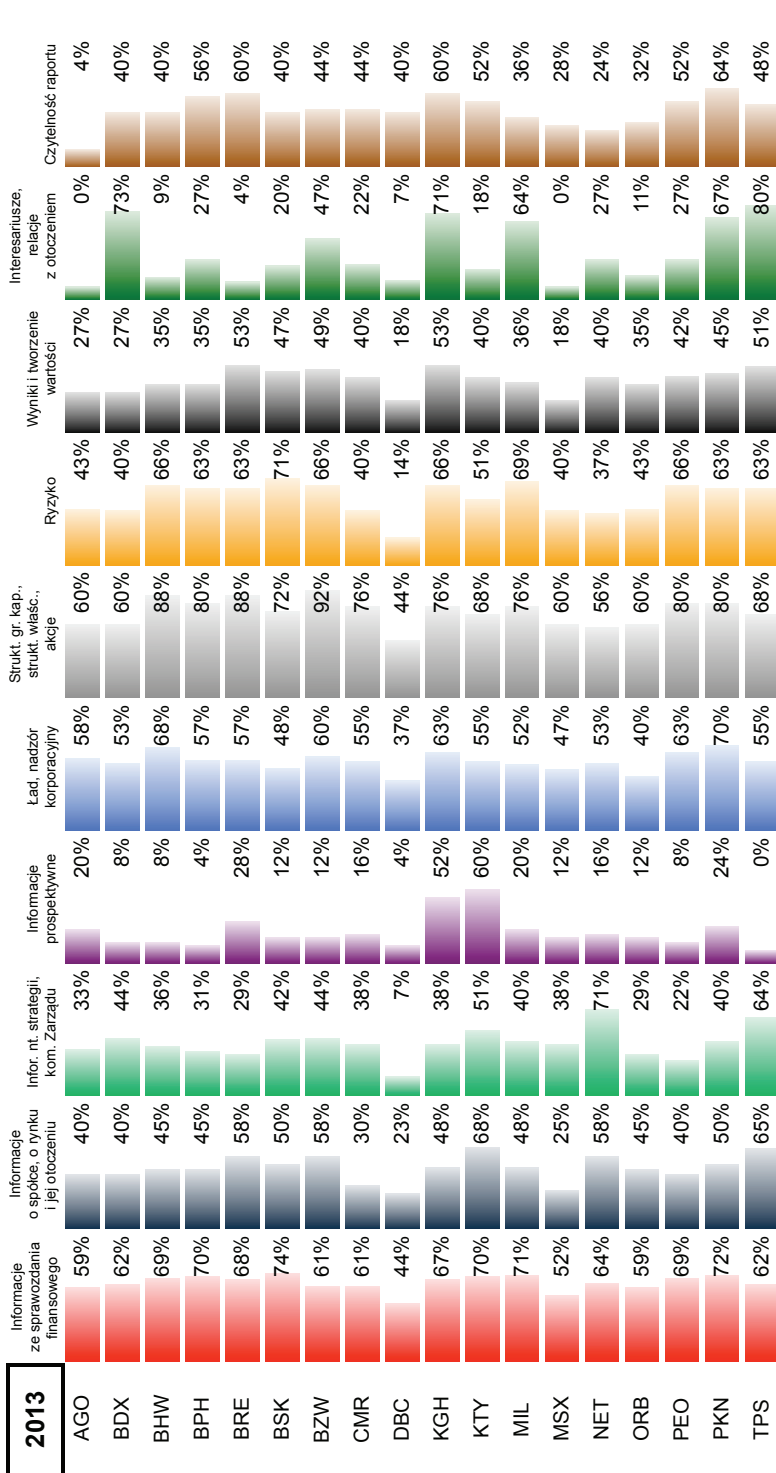 2013
Informacje
ze sprawozdania
finansowego
Informacje
o spółce, o rynku
i jej otoczeniu
Infor. nt. strategii,
kom. Zarządu
Informacje
prospektywne
Ład, nadzór
korporacyjny
Strukt. gr. kap.,
strukt. właśc.,
akcje
Ryzyko
Wyniki i tworzenie
wartości
Interesariusze,
relacje
z otoczeniem
Czytelność raportu
AGO 59% 40% 33% 20% 58% 60% 43% 27% 0% 4%
BDX 62% 40% 44% 8% 53% 60% 40% 27% 73% 40%
BHW 69% 45% 36% 8% 68% 88% 66% 35% 9% 40%
BPH 70% 45% 31% 4% 57% 80% 63% 35% 27% 56%
BRE 68% 58% 29% 28% 57% 88% 63% 53% 4% 60%
BSK 74% 50% 42% 12% 48% 72% 71% 47% 20% 40%
BZW 61% 58% 44% 12% 60% 92% 66% 49% 47% 44%
CMR 61% 30% 38% 16% 55% 76% 40% 40% 22% 44%
DBC 44% 23% 7% 4% 37% 44% 14% 18% 7% 40%
KGH 67% 48% 38% 52% 63% 76% 66% 53% 71% 60%
KTY 70% 68% 51% 60% 55% 68% 51% 40% 18% 52%
MIL 71% 48% 40% 20% 52% 76% 69% 36% 64% 36%
MSX 52% 25% 38% 12% 47% 60% 40% 18% 0% 28%
NET 64% 58% 71% 16% 53% 56% 37% 40% 27% 24%
ORB 59% 45% 29% 12% 40% 60% 43% 35% 11% 32%
PEO 69% 40% 22% 8% 63% 80% 66% 42% 27% 52%
PKN 72% 50% 40% 24% 70% 80% 63% 45% 67% 64%
TPS 62% 65% 64% 0% 55% 68% 63% 51% 80% 48%